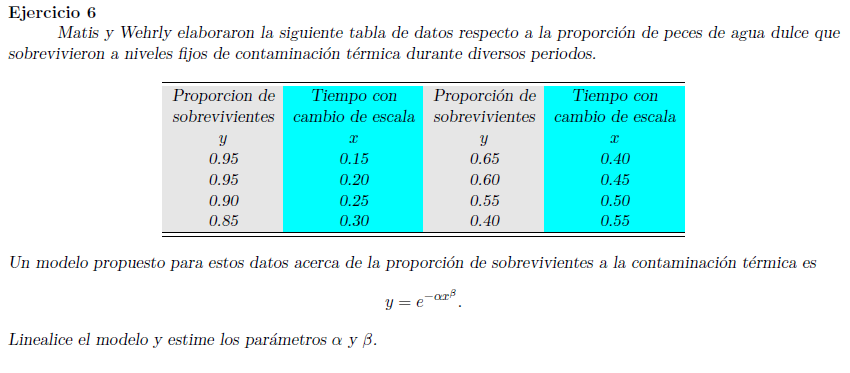 Ejercicio 6
Matis y Wehrly elaboraron la siguiente tabla de datos respecto a la proporción de peces de agua dulce que
sobrevivieron a niveles fijos de contaminación térmica durante diversos periodos.
Proporcion de Tiempo con Proporción de Tiempo con
sobrevivientes cambio de escala sobrevivientes cambio de escala
y x y x
0.95 0.15 0.65 0.40
0.95 0.20 0.60 0.45
0.90 0.25 0.55 0.50
0.85 0.30 0.40 0.55
Un modelo propuesto para estos datos acerca de la proporción de sobrevivientes a la contaminación térmica es
y = e^{-αx^β}.
Linealice el modelo y estime los parámetros α y β.